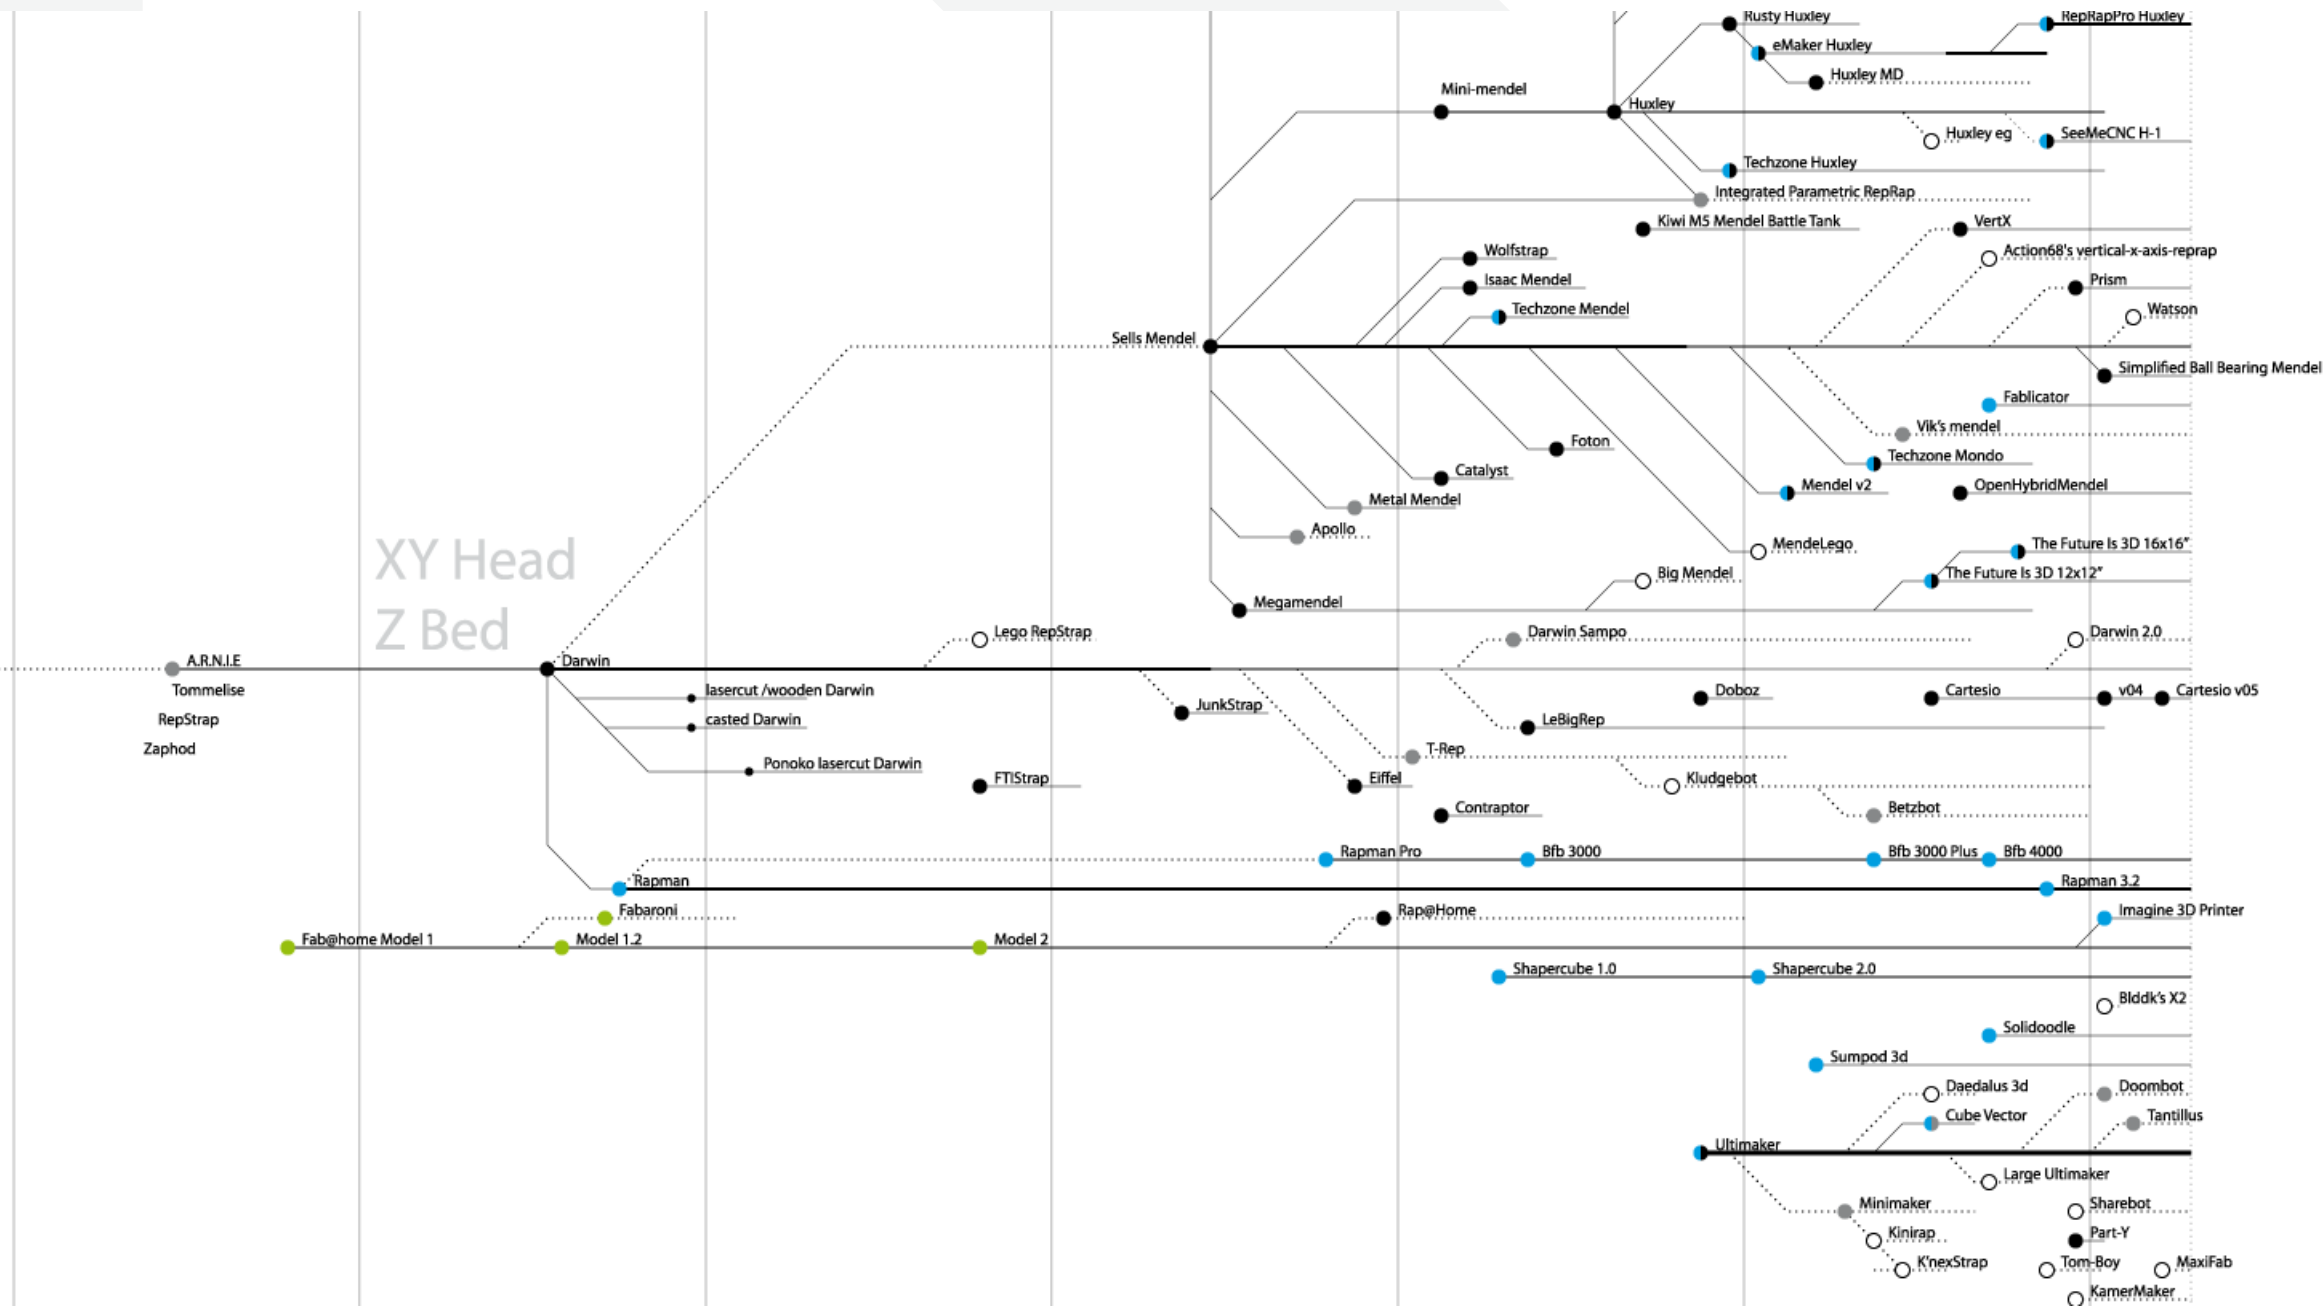 Rusty Huxley
RepRapPro Huxley
eMaker Huxley
Huxley MD
Mini-mendel
Huxley
Huxley eg
SeeMeCNC H-1
Techzone Huxley
Integrated Parametric RepRap
Kiwi M5 Mendel Battle Tank
VertX
Wolfstrap
Action68's vertical-x-axis-reprap
Isaac Mendel
Prism
Techzone Mendel
Watson
Sells Mendel
Simplified Ball Bearing Mendel
Fablicator
Vik's mendel
Foton
Techzone Mondo
Catalyst
Mendel v2
OpenHybridMendel
Metal Mendel
Apollo
MendeLego
The Future Is 3D 16x16"
XY Head
Big Mendel
The Future Is 3D 12x12"
Megamendel
Z Bed
Lego RepStrap
Darwin Sampo
Darwin 2.0
A.R.N.I.E
Darwin
Tommelise
lasercut /wooden Darwin
Doboz
Cartesio
v04
Cartesio v05
JunkStrap
RepStrap
casted Darwin
LeBigRep
Zaphod
T-Rep
Ponoko lasercut Darwin
FTIStrap
Eiffel
Kludgebot
Contraptor
Betzbot
Rapman Pro
Bfb 3000
Bfb 3000 Plus
Bfb 4000
Rapman
Rapman 3.2
Fabaroni
Rap@Home
Imagine 3D Printer
Fab@home Model 1
Model 1.2
Model 2
Shapercube 1.0
Shapercube 2.0
Blddk's X2
Solidoodle
Sumpod 3d
Daedalus 3d
Doombot
Cube Vector
Tantillus
Ultimaker
Large Ultimaker
Minimaker
Sharebot
Kinirap
Part-Y
K'nexStrap
Tom-Boy
MaxiFab
KamerMaker